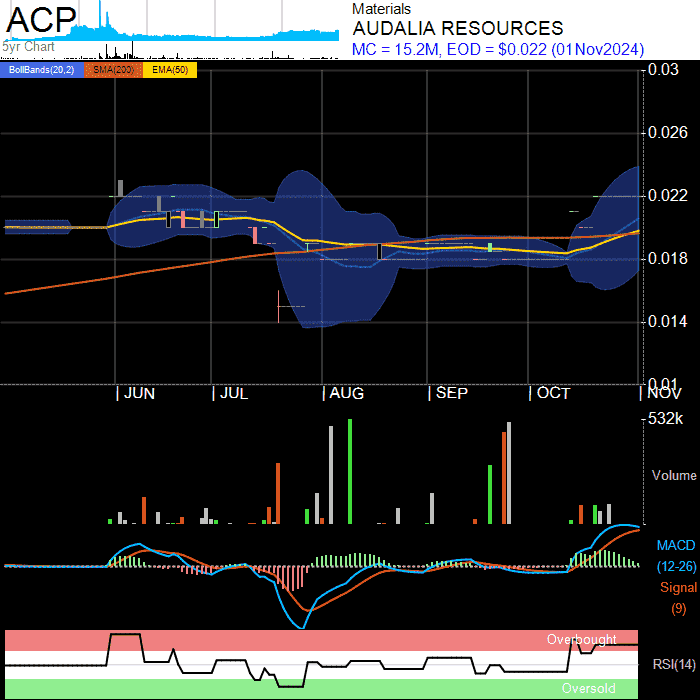 ACP
5yr Chart
Materials
AUDALIA RESOURCES
MC = 15.2M, EOD = $0.022 (01Nov2024)
BollBands(20,2) SMA(200) EMA(50)
0.03
0.026
0.022
0.018
0.014
0.01
JUN JUL AUG SEP OCT NOV
532k
Volume
MACD
(12-26)
Signal
(9)
Overbought
RSI(14)
Oversold